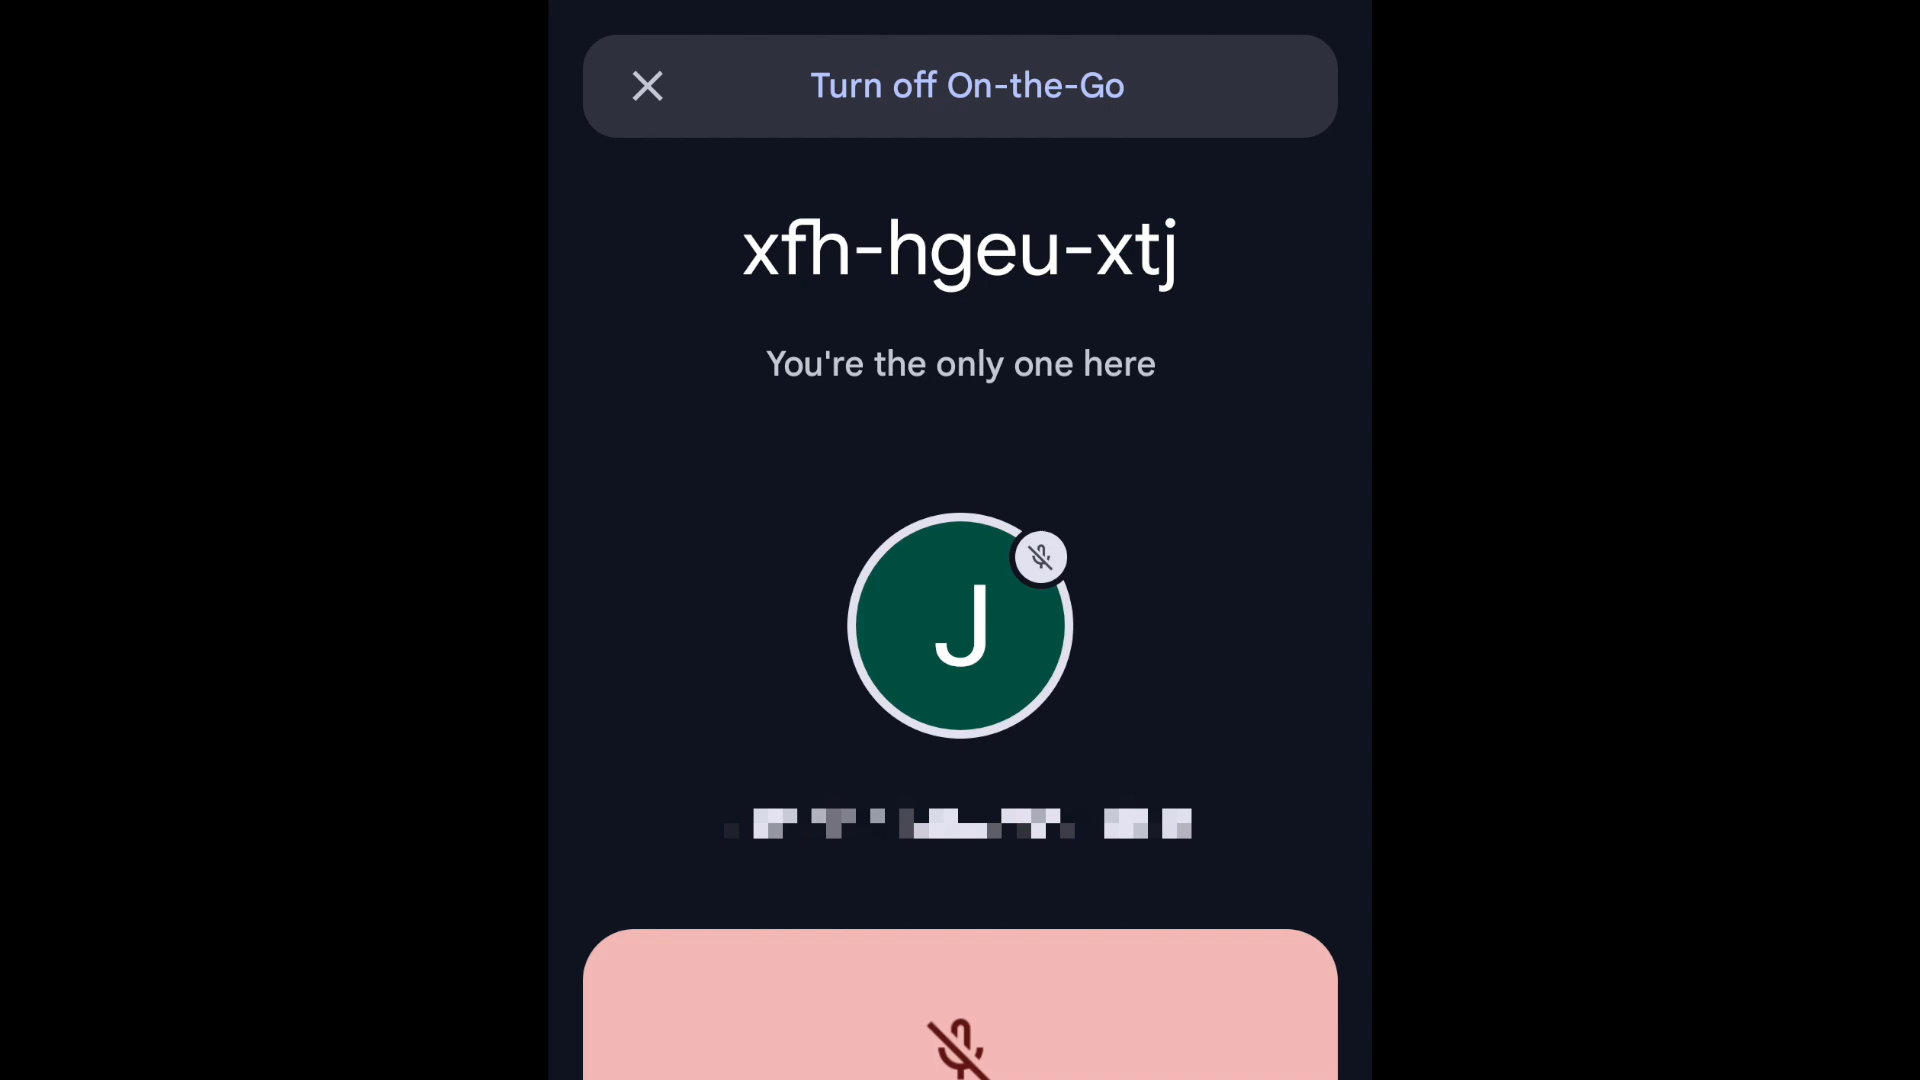 Turn off On-the-Go
xfh-hgeu-xtj
You're the only one here
J